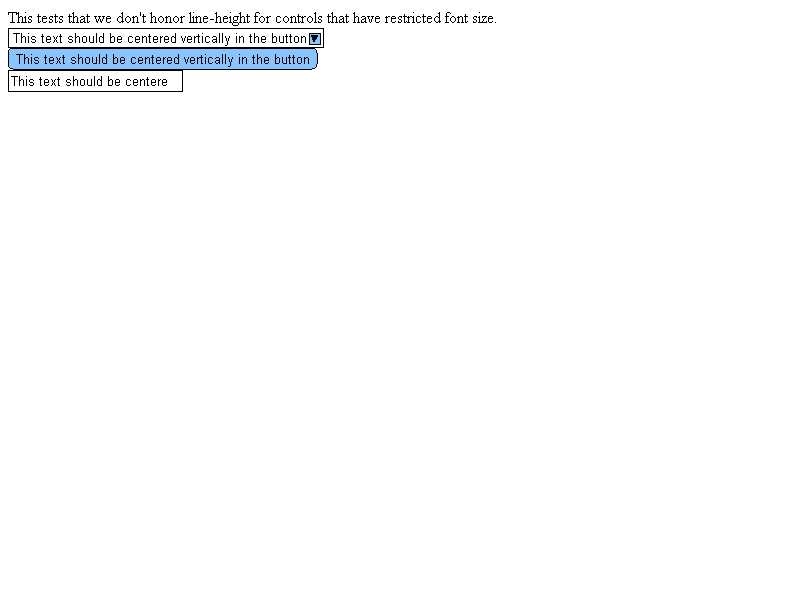 This tests that we don't honor line-height for controls that have restricted font size.
This text should be centered vertically in the button
This text should be centered vertically in the button
This text should be centere